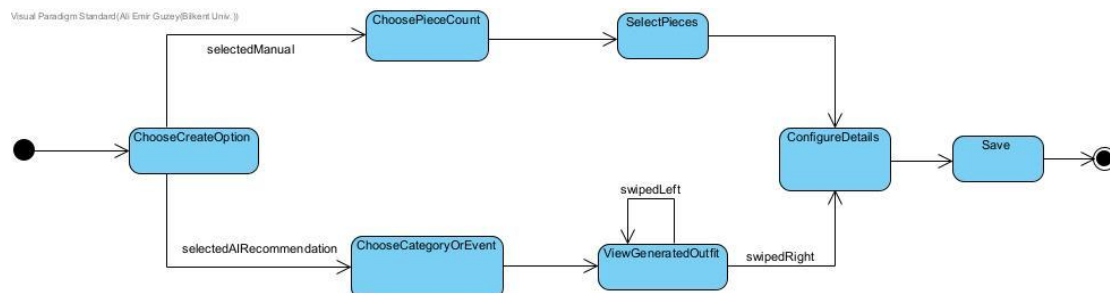 Visual Paradigm Standard(Ali Emir Guzey(Bilkent Univ.))
ChoosePieceCount
SelectPieces
selectedManual
ChooseCreateOption
ConfigureDetails
Save
swipedLeft
selectedAIRecommendation
ChooseCategoryOrEvent
ViewGeneratedOutfit
swipedRight